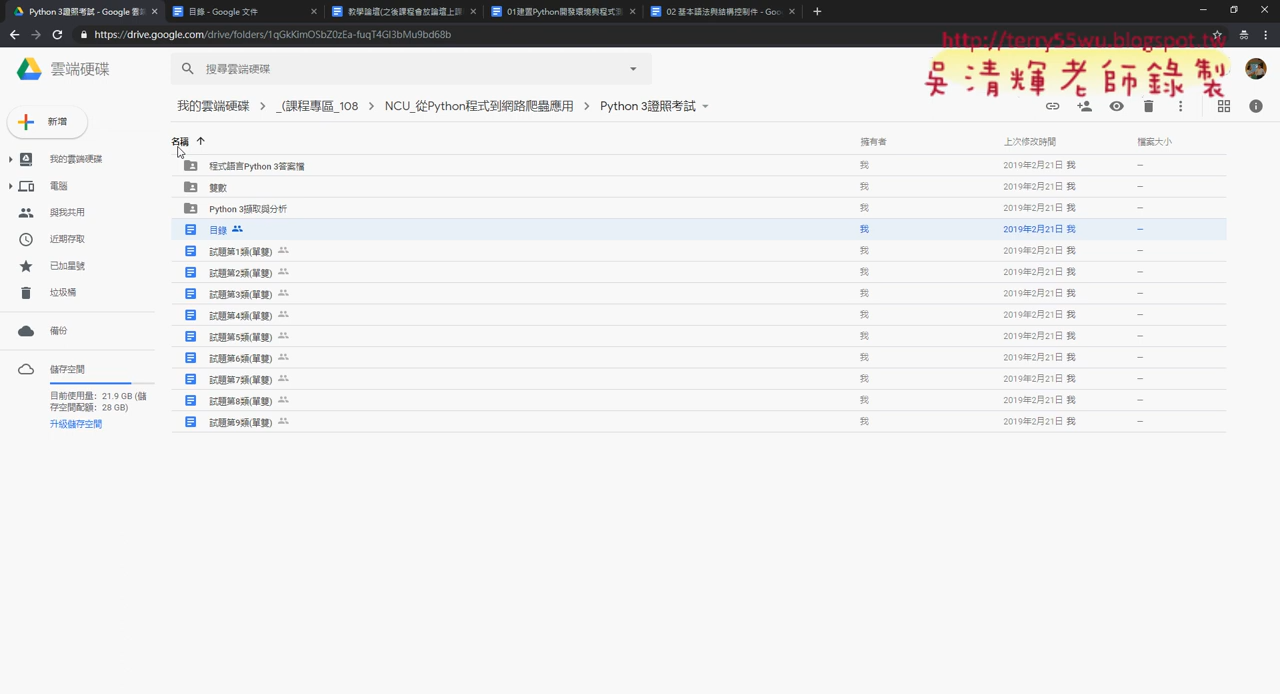 Python 3證照考試 - Google 雲端
目錄 - Google 文件
教學論壇(之後課程會放論壇上課
01建置Python開發環境與程式
02 基本語法與結構控制件 - Goo
https://drive.google.com/drive/folders/1qGkKimOSbZ0zEa-fuqT4Gl3bMu9bd68b
http://terry55wu.blogspot.tw
吳清輝老師錄製
雲端硬碟
搜尋雲端硬碟
我的雲端硬碟 > _(課程專區_108 > NCU_從Python程式到網路爬蟲應用 > Python 3證照考試
新增
我的雲端硬碟
電腦
與我共用
近期存取
已加星號
垃圾桶
備份
儲存空間
目前使用量: 21.9 GB (儲
存空間配額: 28 GB)
升級儲存空間
名稱 擁有者 上次修改時間 檔案大小
程式語言Python 3答案檔 我 2019年2月21日 我 –
雙數 我 2019年2月21日 我 –
Python 3擷取與分析 我 2019年2月21日 我 –
目錄 我 2019年2月21日 我 –
試題第1類(單雙) 我 2019年2月21日 我 –
試題第2類(單雙) 我 2019年2月21日 我 –
試題第3類(單雙) 我 2019年2月21日 我 –
試題第4類(單雙) 我 2019年2月21日 我 –
試題第5類(單雙) 我 2019年2月21日 我 –
試題第6類(單雙) 我 2019年2月21日 我 –
試題第7類(單雙) 我 2019年2月21日 我 –
試題第8類(單雙) 我 2019年2月21日 我 –
試題第9類(單雙) 我 2019年2月21日 我 –